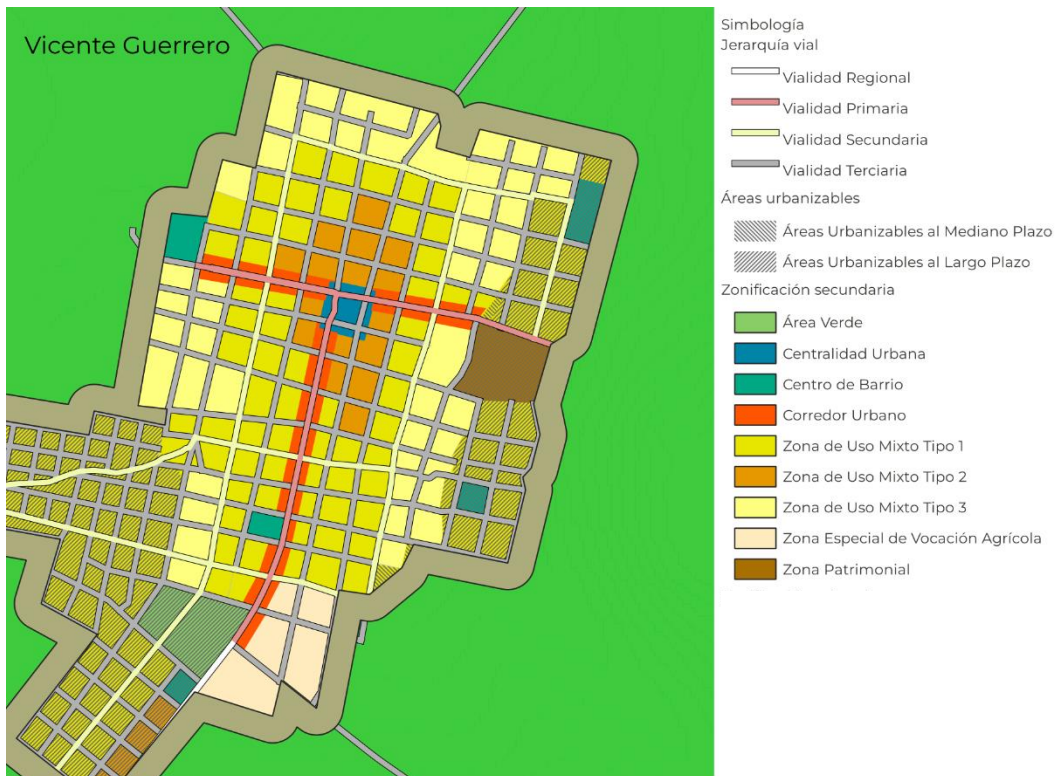 Vicente Guerrero
Simbología
Jerarquía vial
Vialidad Regional
Vialidad Primaria
Vialidad Secundaria
Vialidad Terciaria
Áreas urbanizables
Áreas Urbanizables al Mediano Plazo
Áreas Urbanizables al Largo Plazo
Zonificación secundaria
Área Verde
Centralidad Urbana
Centro de Barrio
Corredor Urbano
Zona de Uso Mixto Tipo 1
Zona de Uso Mixto Tipo 2
Zona de Uso Mixto Tipo 3
Zona Especial de Vocación Agrícola
Zona Patrimonial